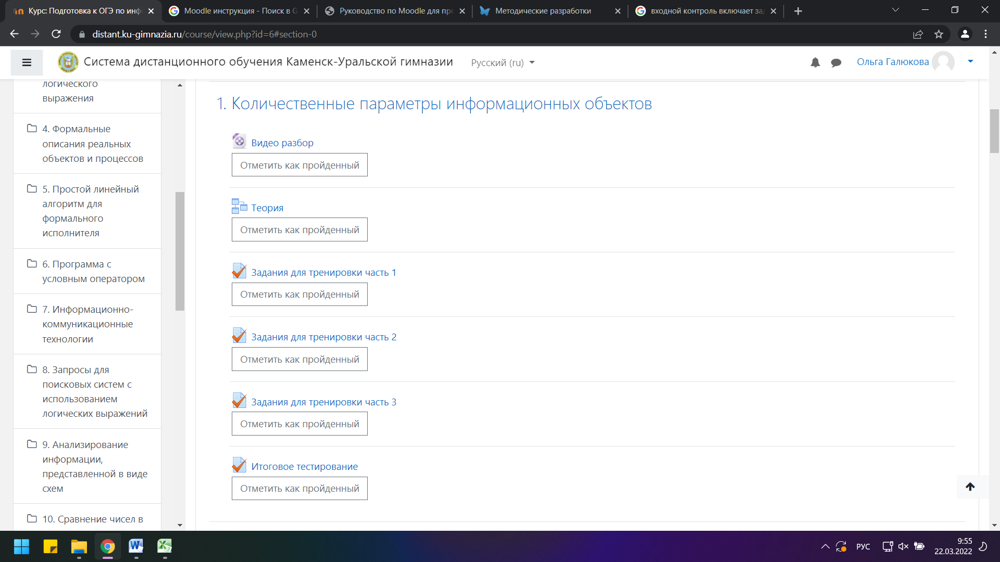 Курс: Подготовка к ОГЭ по инф
Moodle инструкция - Поиск в G
Руководство по Moodle для пре
Методические разработки
входной контроль включает за
distant.ku-gimnazia.ru/course/view.php?id=6#section-0
Система дистанционного обучения Каменск-Уральской гимназии
Русский (ru)
Ольга Галюкова
логического
выражения
4. Формальные
описания реальных
объектов и процессов
5. Простой линейный
алгоритм для
формального
исполнителя
6. Программа с
условным оператором
7. Информационно-
коммуникационные
технологии
8. Запросы для
поисковых систем с
использованием
логических выражений
9. Анализирование
информации,
представленной в виде
схем
10. Сравнение чисел в
1. Количественные параметры информационных объектов
Видео разбор
Отметить как пройденный
Теория
Отметить как пройденный
Задания для тренировки часть 1
Отметить как пройденный
Задания для тренировки часть 2
Отметить как пройденный
Задания для тренировки часть 3
Отметить как пройденный
Итоговое тестирование
Отметить как пройденный
РУС
9:55
22.03.2022